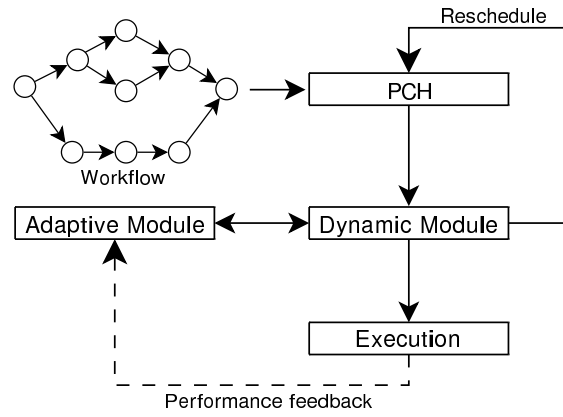 Reschedule
PCH
Workflow
Adaptive Module
Dynamic Module
Execution
Performance feedback